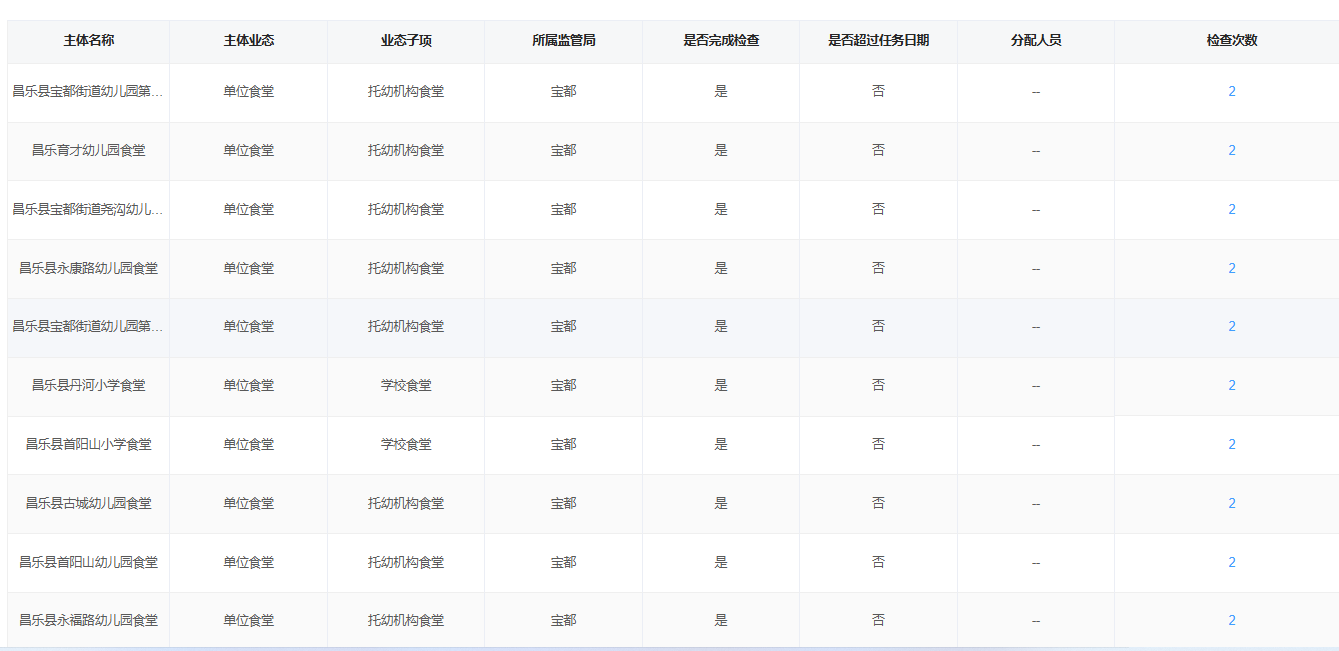 主体名称 主体业态 业态子项 所属监管局 是否完成检查 是否超过任务日期 分配人员 检查次数
昌乐县宝都街道幼儿园第... 单位食堂 托幼机构食堂 宝都 是 否 -- 2
昌乐育才幼儿园食堂 单位食堂 托幼机构食堂 宝都 是 否 -- 2
昌乐县宝都街道尧沟幼儿... 单位食堂 托幼机构食堂 宝都 是 否 -- 2
昌乐县永康路幼儿园食堂 单位食堂 托幼机构食堂 宝都 是 否 -- 2
昌乐县宝都街道幼儿园第... 单位食堂 托幼机构食堂 宝都 是 否 -- 2
昌乐县丹河小学食堂 单位食堂 学校食堂 宝都 是 否 -- 2
昌乐县首阳山小学食堂 单位食堂 学校食堂 宝都 是 否 -- 2
昌乐县古城幼儿园食堂 单位食堂 托幼机构食堂 宝都 是 否 -- 2
昌乐县首阳山幼儿园食堂 单位食堂 托幼机构食堂 宝都 是 否 -- 2
昌乐县永福路幼儿园食堂 单位食堂 托幼机构食堂 宝都 是 否 -- 2